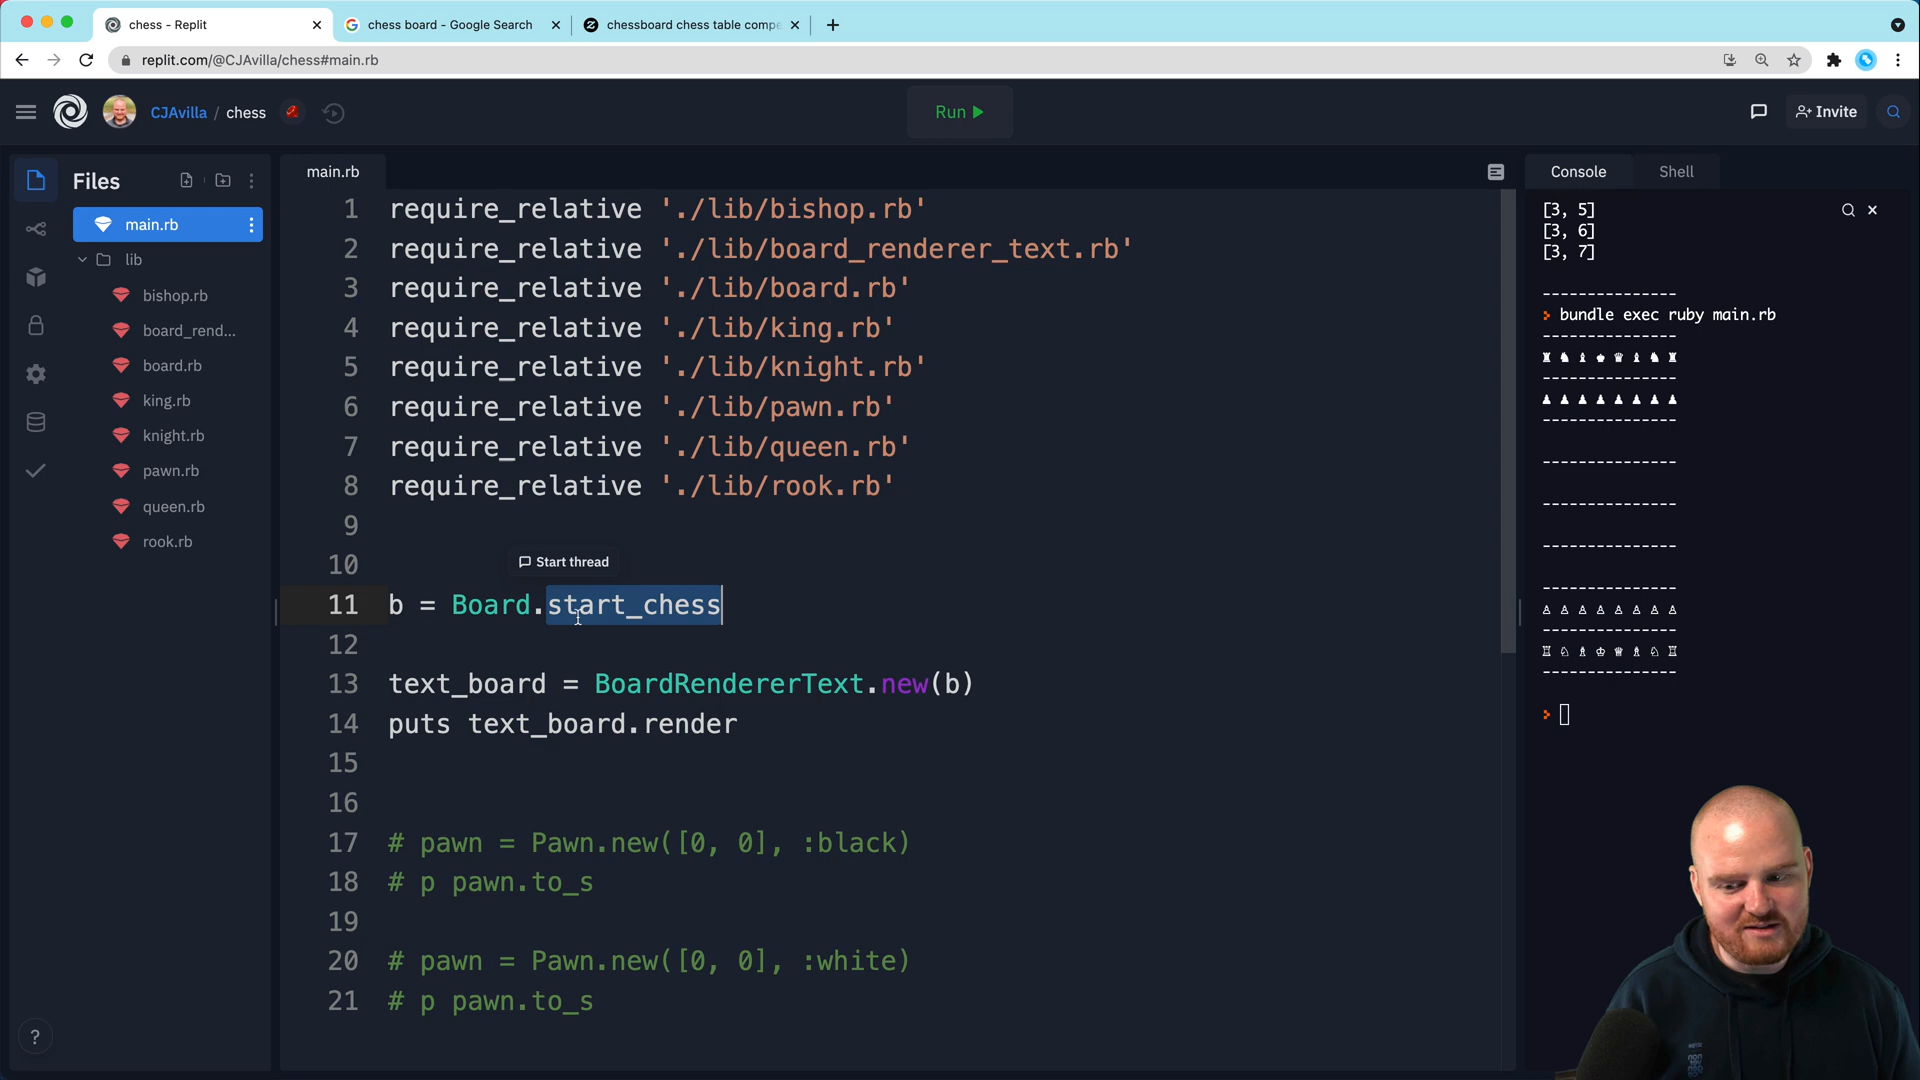 chess - Replit
chess board - Google Search
chessboard chess table compe
replit.com/@CJAvilla/chess#main.rb
CJAvilla / chess
Run
Invite
Files
main.rb
lib
bishop.rb
board_rend...
board.rb
king.rb
knight.rb
pawn.rb
queen.rb
rook.rb
?
main.rb
1 require_relative './lib/bishop.rb'
2 require_relative './lib/board_renderer_text.rb'
3 require_relative './lib/board.rb'
4 require_relative './lib/king.rb'
5 require_relative './lib/knight.rb'
6 require_relative './lib/pawn.rb'
7 require_relative './lib/queen.rb'
8 require_relative './lib/rook.rb'
9
10
Start thread
11 b = Board.start_chess
12
13 text_board = BoardRendererText.new(b)
14 puts text_board.render
15
16
17 # pawn = Pawn.new([0, 0], :black)
18 # p pawn.to_s
19
20 # pawn = Pawn.new([0, 0], :white)
21 # p pawn.to_s
Console
Shell
[3, 5]
[3, 6]
[3, 7]
---------------
> bundle exec ruby main.rb
---------------
♜ ♞ ♝ ♚ ♛ ♝ ♞ ♜
---------------
♟ ♟ ♟ ♟ ♟ ♟ ♟ ♟
---------------
---------------
---------------
---------------
---------------
♙ ♙ ♙ ♙ ♙ ♙ ♙ ♙
---------------
♖ ♘ ♗ ♔ ♕ ♗ ♘ ♖
---------------
>